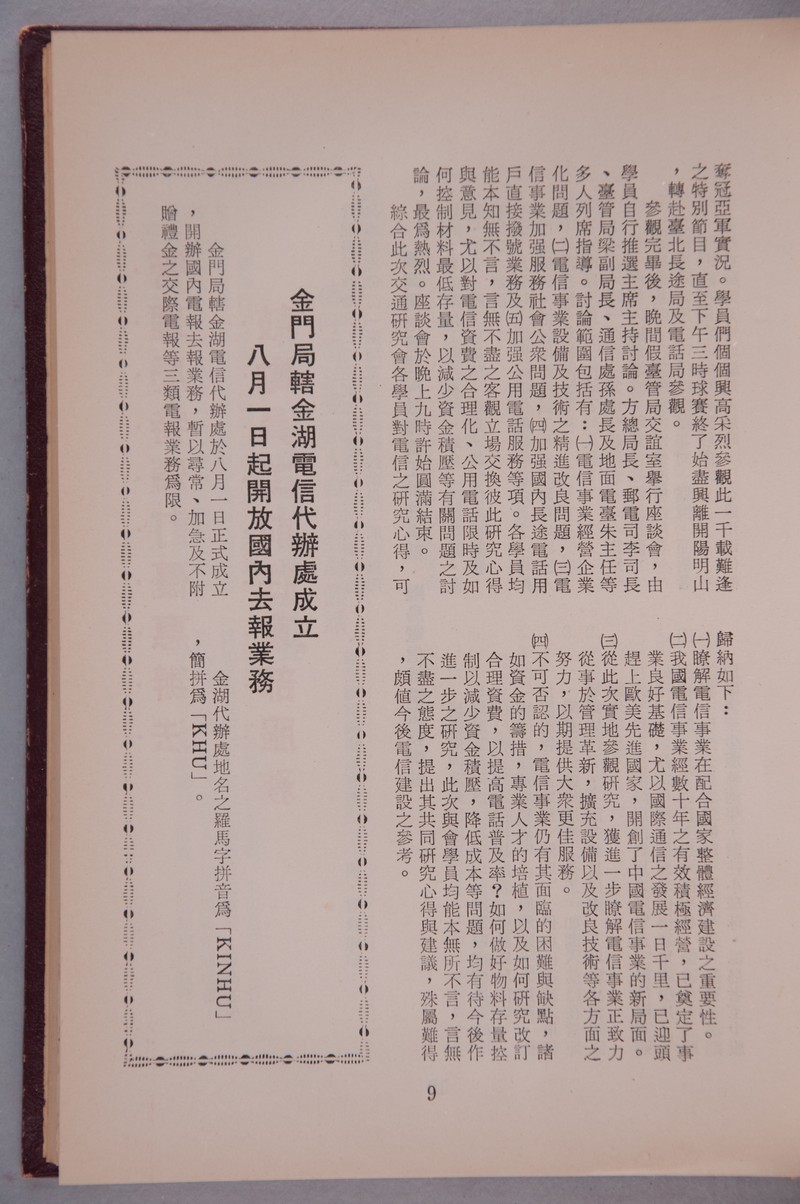 奪冠亞軍實況。學員們個個興高采烈參觀此一千載難逢
之特別節目，直至下午三時球賽終了始盡興離開陽明山
，轉赴臺北長途局及電話局參觀。
參觀完畢後，晚間假臺管局交誼室舉行座談會，由
學員自行推選主席主持討論。方總局長、郵電司李司長
、臺管局梁副局長、通信處孫處長及地面電臺朱主任等
多人列席指導。討論範圍包括有：㈠電信事業經營企業
化問題，㈡電信事業設備及技術之精進改良問題，㈢電
信事業加强服務社會公衆問題，㈣加强國內長途電話用
戶直接撥號業務及㈤加强公用電話服務等項。各學員均
能本知無不言，言無不盡之客觀立場交換彼此研究心得
與意見，尤以對電信資費之合理化、公用電話限時及如
何控制材料最低存量，以減少資金積壓等有關問題之討
論，最爲熱烈。座談會於晚上九時許始圓滿結束。
綜合此次交通研究會各學員對電信之研究心得，可
歸納如下：
㈠瞭解電信事業在配合國家整體經濟建設之重要性。
㈡我國電信事業經數十年之有效積極經營，已奠定了事
業良好基礎，尤以國際通信之發展一日千里，已迎頭
趕上歐美先進國家，開創了中國電信事業的新局面。
㈢從此次實地參觀研究，獲進一步瞭解電信事業正致力
從事於管理革新，擴充設備以及改良技術等各方面之
努力，以期提供大衆更佳服務。
㈣不可否認的，電信事業仍有其面臨的困難與缺點，諸
如資金的籌措，專業人才的培植，以及如何研究改訂
合理資費，以提高電話普及率？如何做好物料存量控
制以減少資金積壓，降低成本等問題，均有待今後作
進一步之研究，此次與會學員均能本無所不言，言無
不盡之態度，提出其共同研究心得與建議，殊屬難得
，頗值今後電信建設之參考。
金門局轄金湖電信代辦處成立
八月一日起開放國內去報業務
金門局轄金湖電信代辦處於八月一日正式成立
，開辦國內電報去報業務，暫以尋常、加急及不附
贈禮金之交際電報等三類電報業務爲限。
金湖代辦處地名之羅馬字拼音爲「KINHU」
，簡拼爲「KHU」。
9